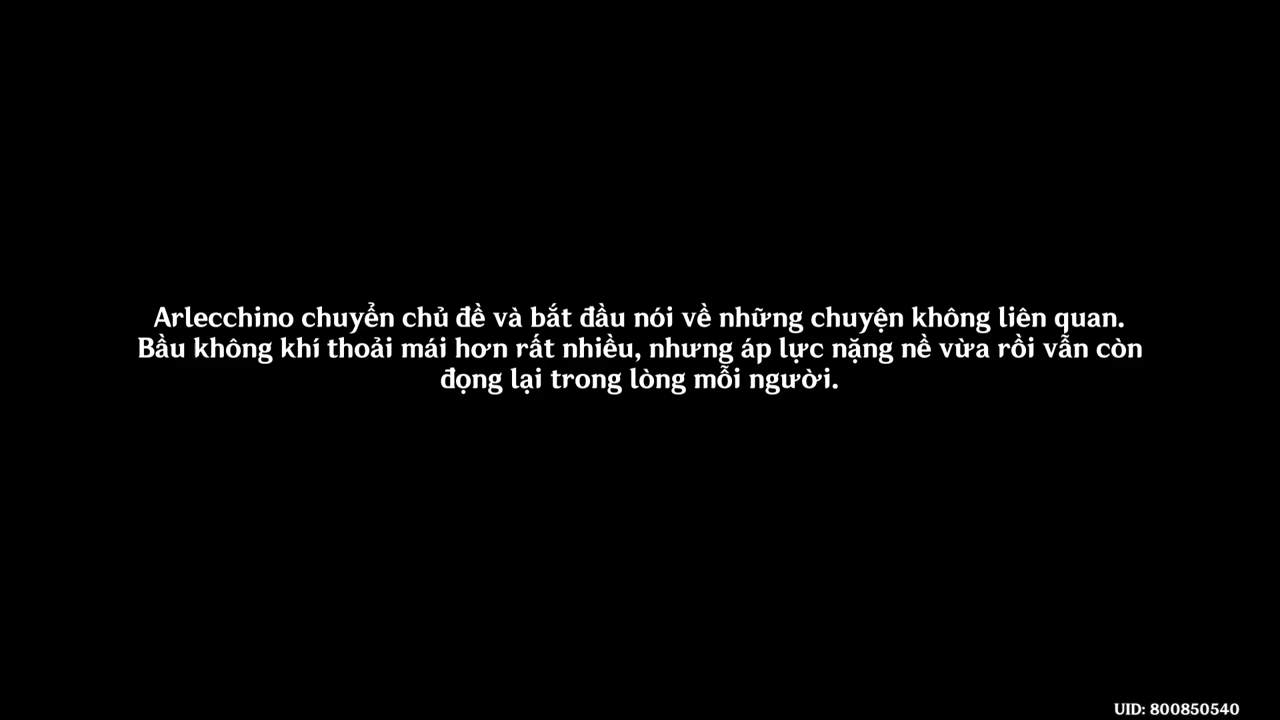 Arlecchino chuyển chủ đề và bắt đầu nói về những chuyện không liên quan.
Bầu không khí thoải mái hơn rất nhiều, nhưng áp lực nặng nề vừa rồi vẫn còn
đọng lại trong lòng mỗi người.
UID: 800850540